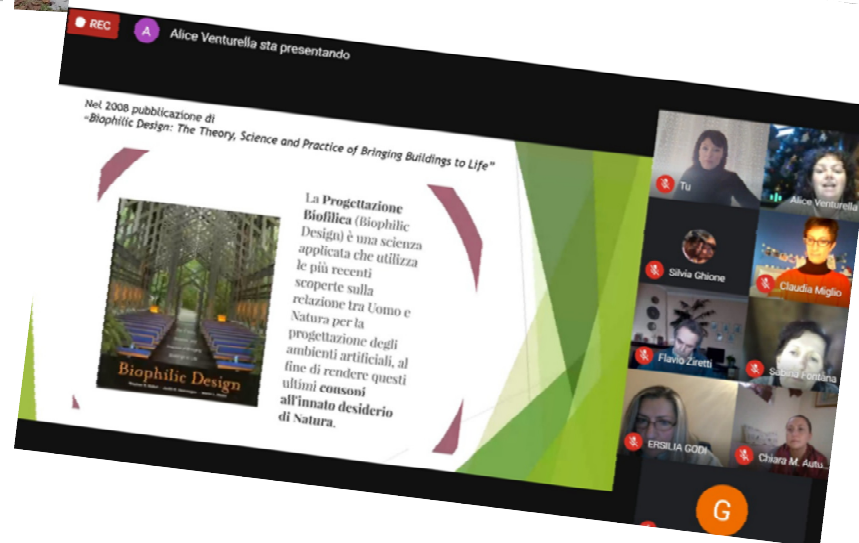 REC
A
Alice Venturella sta presentando
Nel 2008 pubblicazione di
"Biophilic Design: The Theory, Science and Practice of Bringing Buildings to Life"
La Progettazione
Biofilica (Biophilic
Design) è una scienza
applicata che utilizza
le più recenti
scoperte sulla
relazione tra Uomo e
Natura per la
progettazione degli
ambienti artificiali, al
fine di rendere questi
ultimi consoni
all'innato desiderio
di Natura.
Biophilic Design
Tu
Alice Venturella
Silvia Ghione
Claudia Miglio
Flavio Ziretti
Sabina Fontana
ERSILIA GODI
Chiara M. Autu...
G